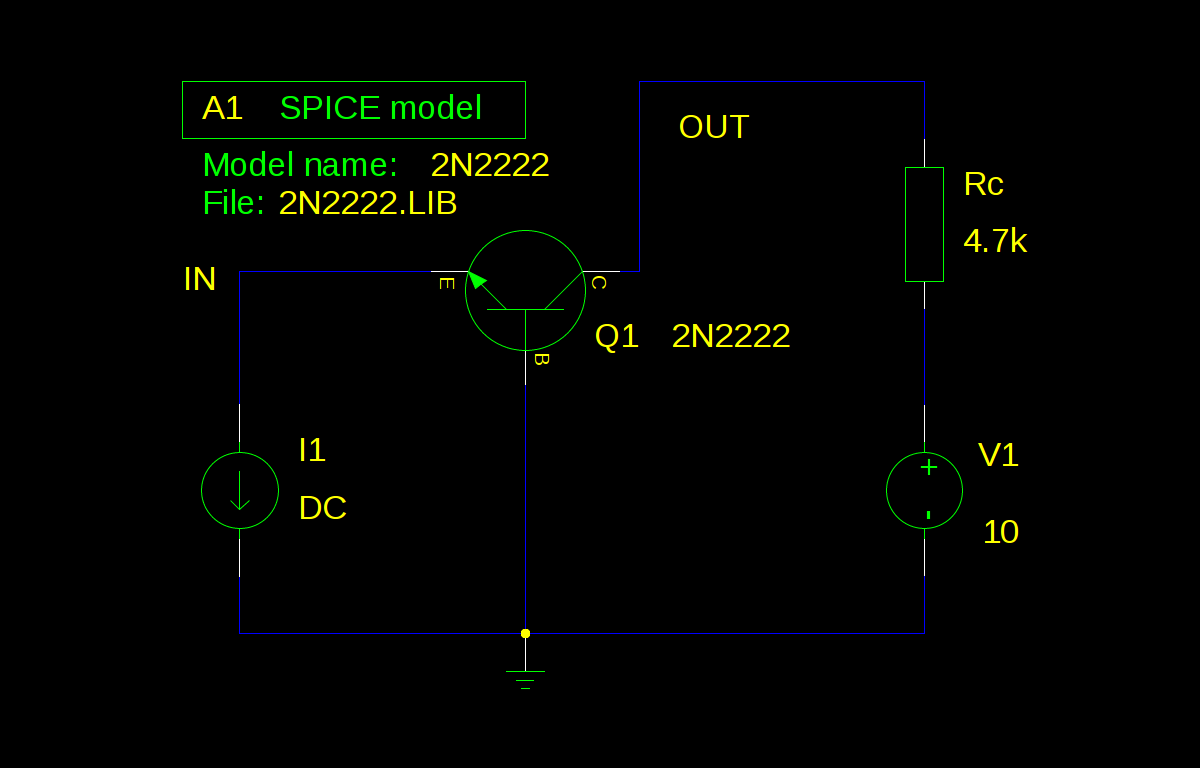 A1 SPICE model
Model name: 2N2222
File: 2N2222.LIB
OUT
Rc
4.7k
IN
E
C
B
Q1 2N2222
I1
DC
V1
+
-
10